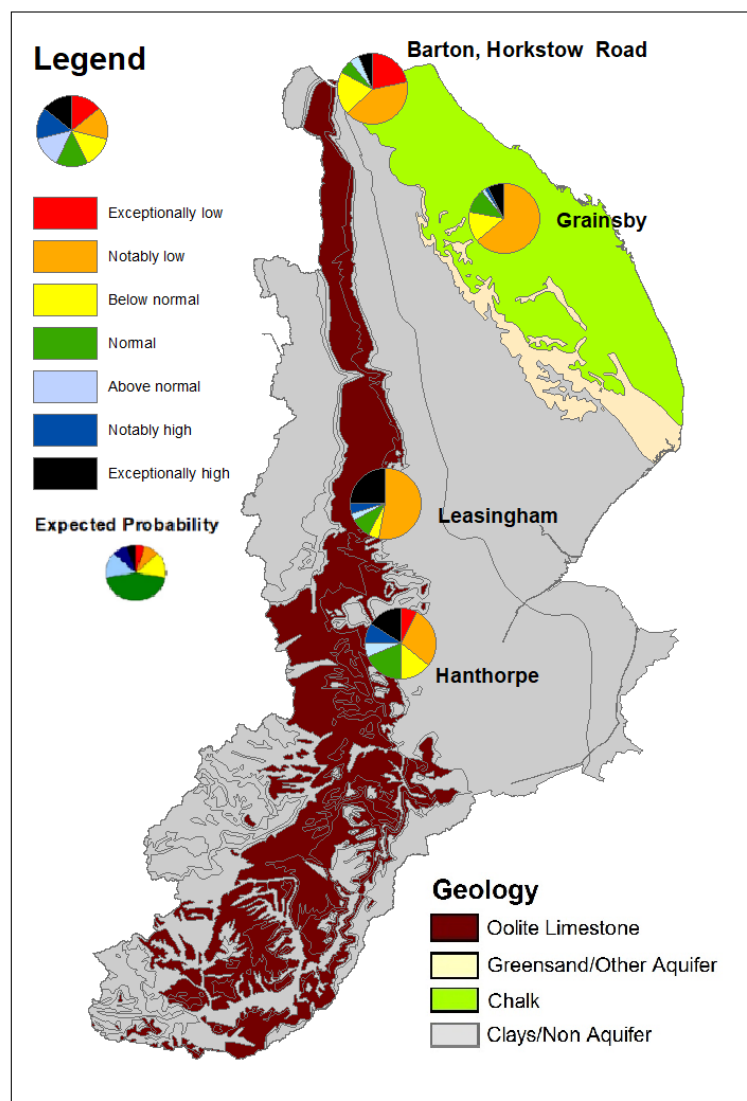 Barton, Horkstow Road
Legend
Exceptionally low
Notably low
Below normal
Normal
Above normal
Notably high
Exceptionally high
Expected Probability
Grainsby
Leasingham
Hanthorpe
Geology
Oolite Limestone
Greensand/Other Aquifer
Chalk
Clays/Non Aquifer